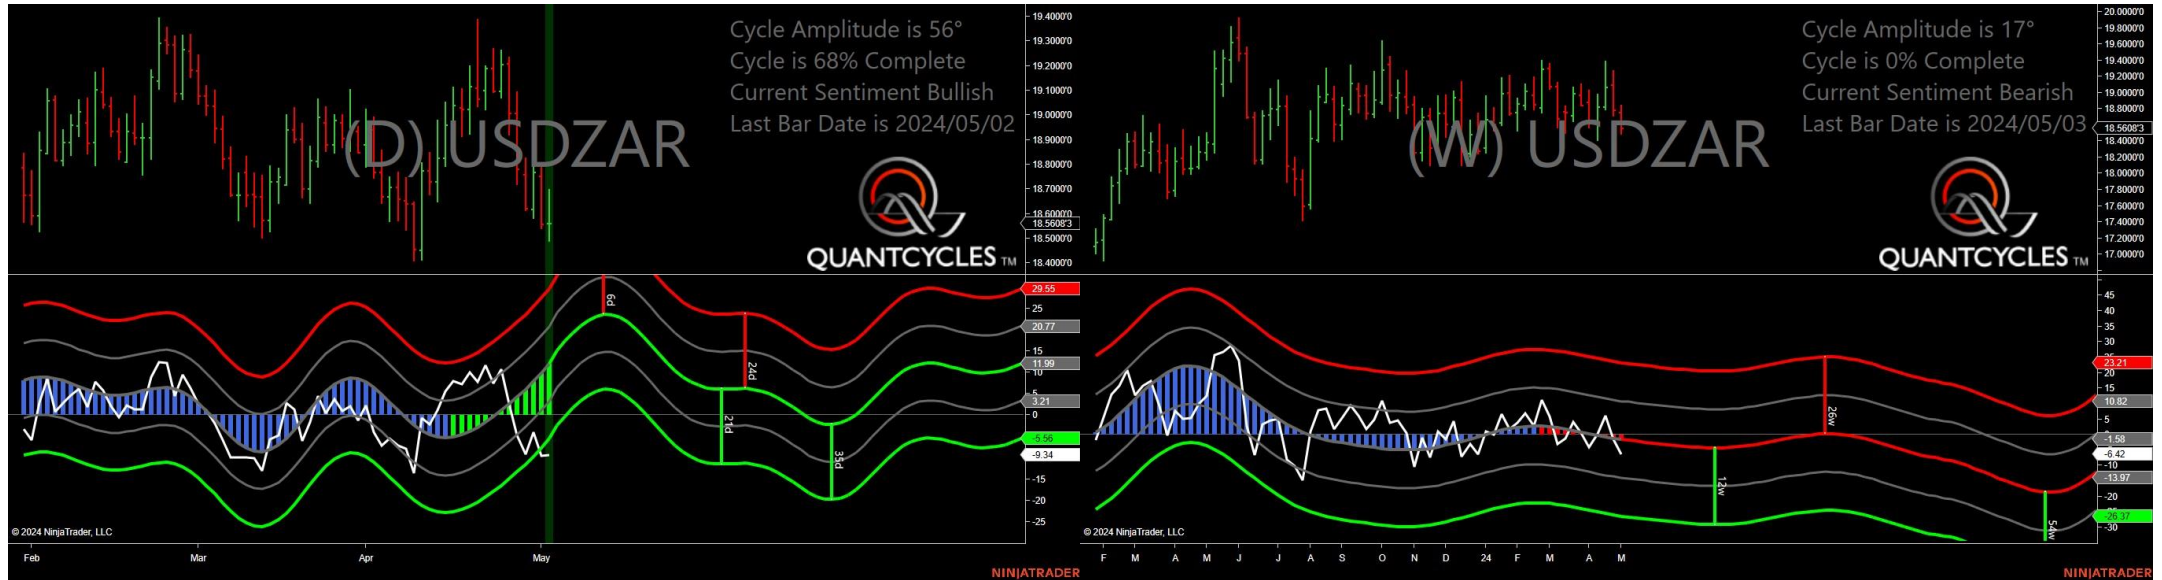 Cycle Amplitude is 56°
Cycle is 68% Complete
Current Sentiment Bullish
Last Bar Date is 2024/05/02
(D) USDZAR
QUANTCYCLES TM
19.4000'0
19.3000'0
19.2000'0
19.1000'0
19.0000'0
18.9000'0
18.8000'0
18.7000'0
18.6000'0
18.5608'3
18.5000'0
18.4000'0
29.55
25
20.77
15
11.99
10
5
3.21
0
-5.56
-9.34
-15
-20
-25
6d
24d
21d
35d
© 2024 NinjaTrader, LLC
Feb
Mar
Apr
May
NINJATRADER
Cycle Amplitude is 17°
Cycle is 0% Complete
Current Sentiment Bearish
Last Bar Date is 2024/05/03
(W) USDZAR
QUANTCYCLES TM
20.0000'0
19.8000'0
19.6000'0
19.4000'0
19.2000'0
19.0000'0
18.8000'0
18.5608'3
18.4000'0
18.2000'0
18.0000'0
17.8000'0
17.6000'0
17.4000'0
17.2000'0
17.0000'0
45
40
35
30
23.21
20
15
10.82
5
-1.58
-6.42
-10
-13.97
-20
-26.37
-30
26w
12w
54w
© 2024 NinjaTrader, LLC
F M A M J J A S O N D 24 F M A M
NINJATRADER